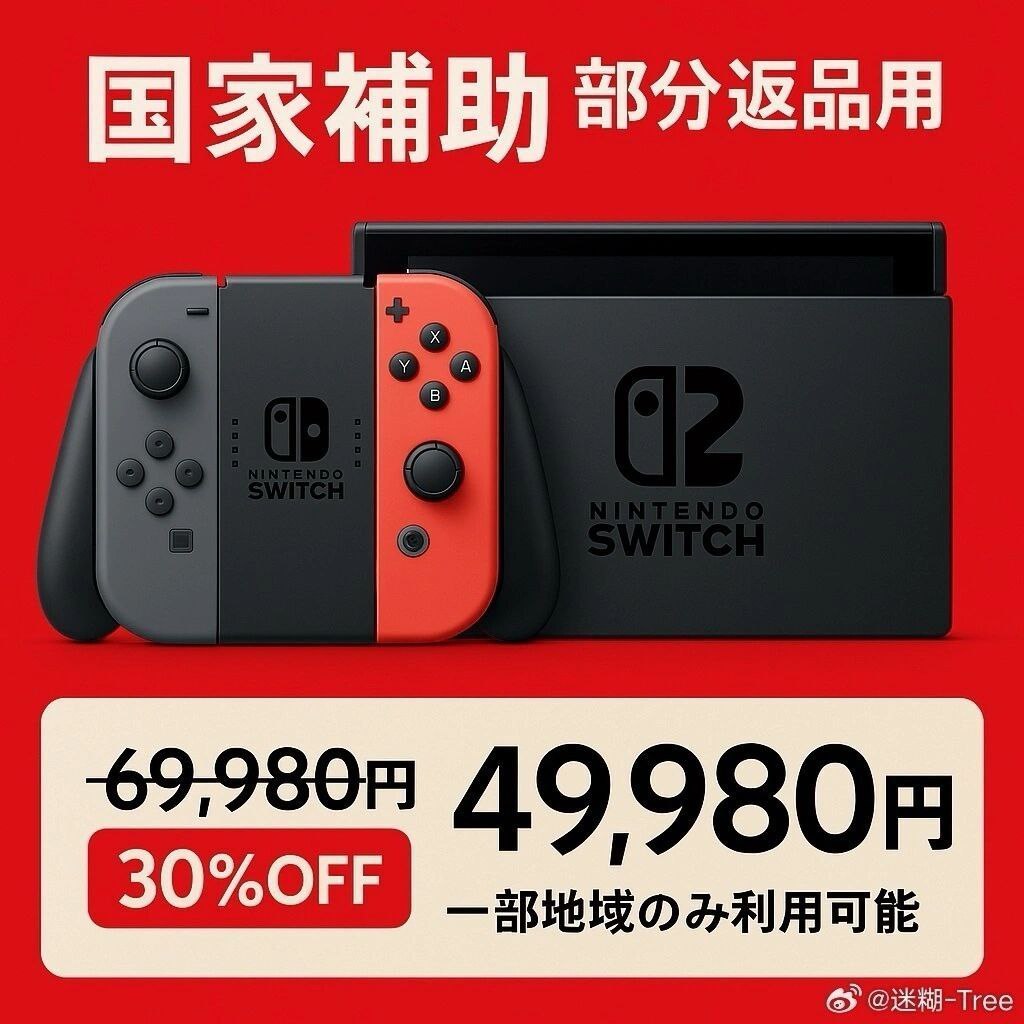 国家補助 部分返品用
X
Y A
B
NINTENDO
SWITCH
2
NINTENDO
SWITCH
69,980円 49,980円
30%OFF
一部地域のみ利用可能
@迷糊-Tree